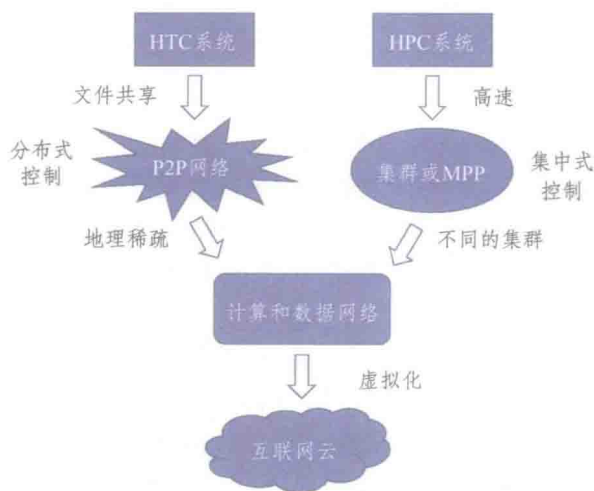 HTC系统
HPC系统
文件共享
高速
分布式
控制
P2P网络
集群或MPP
集中式
控制
地理稀疏
不同的集群
计算和数据网络
虚拟化
互联网云